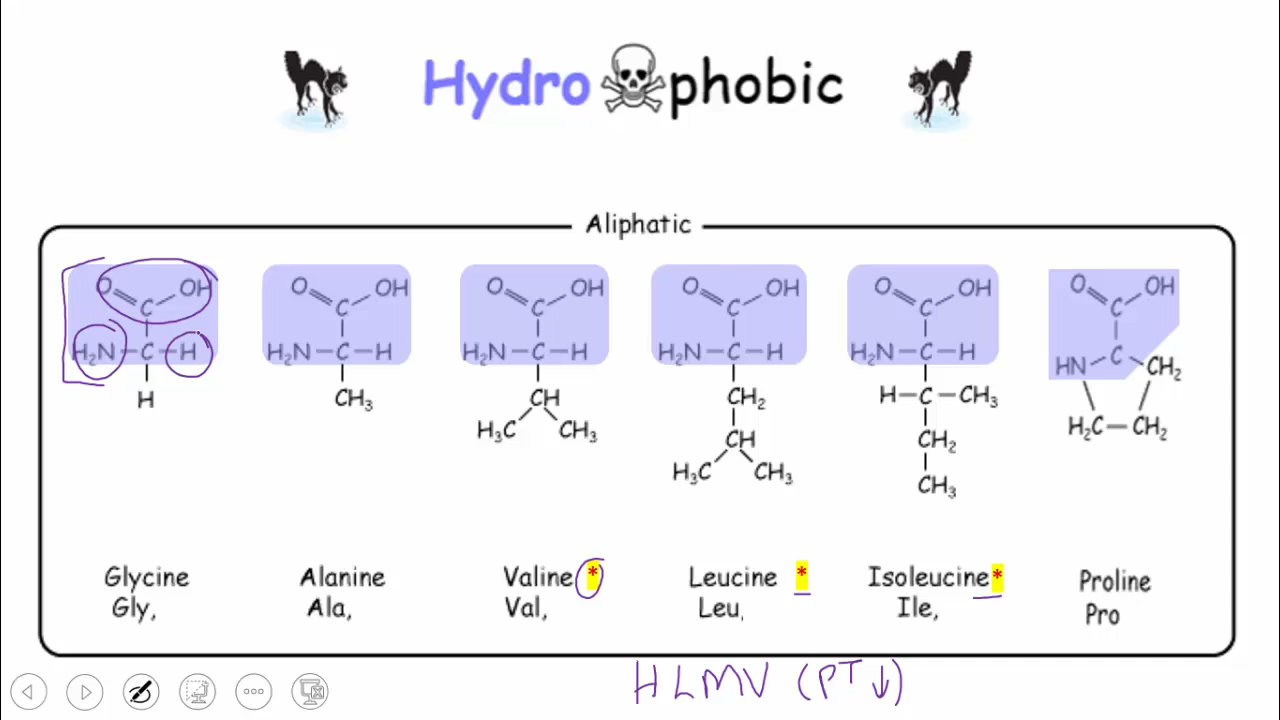 Hydrophobic
Aliphatic
O OH O OH O OH O OH O OH O OH
C C C C C C
H₂N—C—H H₂N—C—H H₂N—C—H H₂N—C—H H₂N—C—H HN C CH₂
H CH₃ CH CH₂ H—C—CH₃ H₂C—CH₂
H₃C CH₃ CH CH₂
H₃C CH₃ CH₃
Glycine Alanine Valine * Leucine * Isoleucine* Proline
Gly, Ala, Val, Leu, Ile, Pro
HLMV (PT↓)